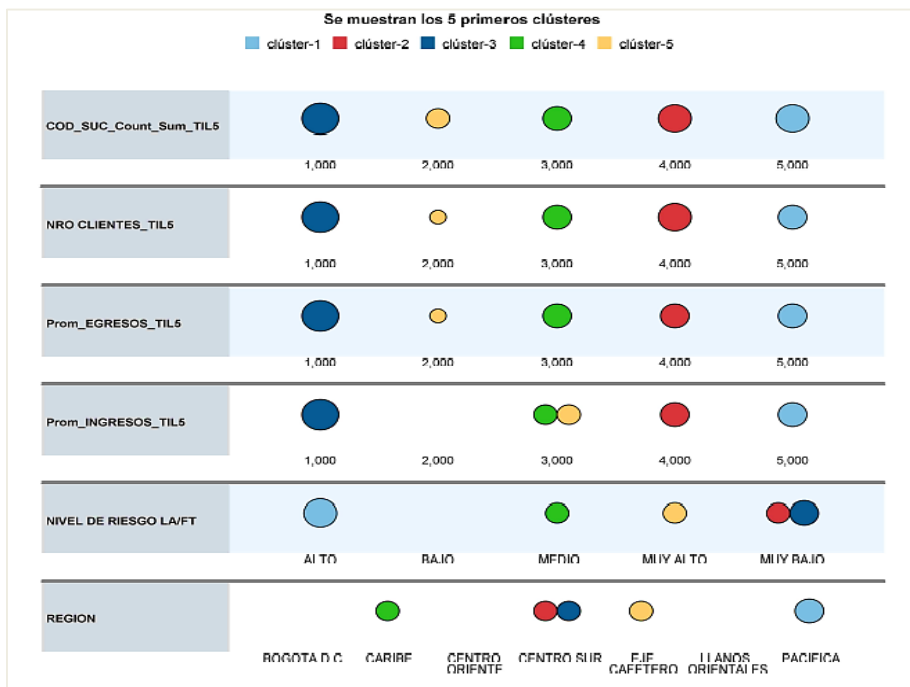 Se muestran los 5 primeros clústeres
clúster-1 clúster-2 clúster-3 clúster-4 clúster-5
COD_SUC_Count_Sum_TIL5
1,000 2,000 3,000 4,000 5,000
NRO CLIENTES_TIL5
1,000 2,000 3,000 4,000 5,000
Prom_EGRESOS_TIL5
1,000 2,000 3,000 4,000 5,000
Prom_INGRESOS_TIL5
1,000 2,000 3,000 4,000 5,000
NIVEL DE RIESGO LA/FT
ALTO BAJO MEDIO MUY ALTO MUY BAJO
REGION
BOGOTA D.C CARIBE CENTRO CENTRO SUR EJE LLANOS PACIFICA
ORIENTE CAFETERO ORIENTALES